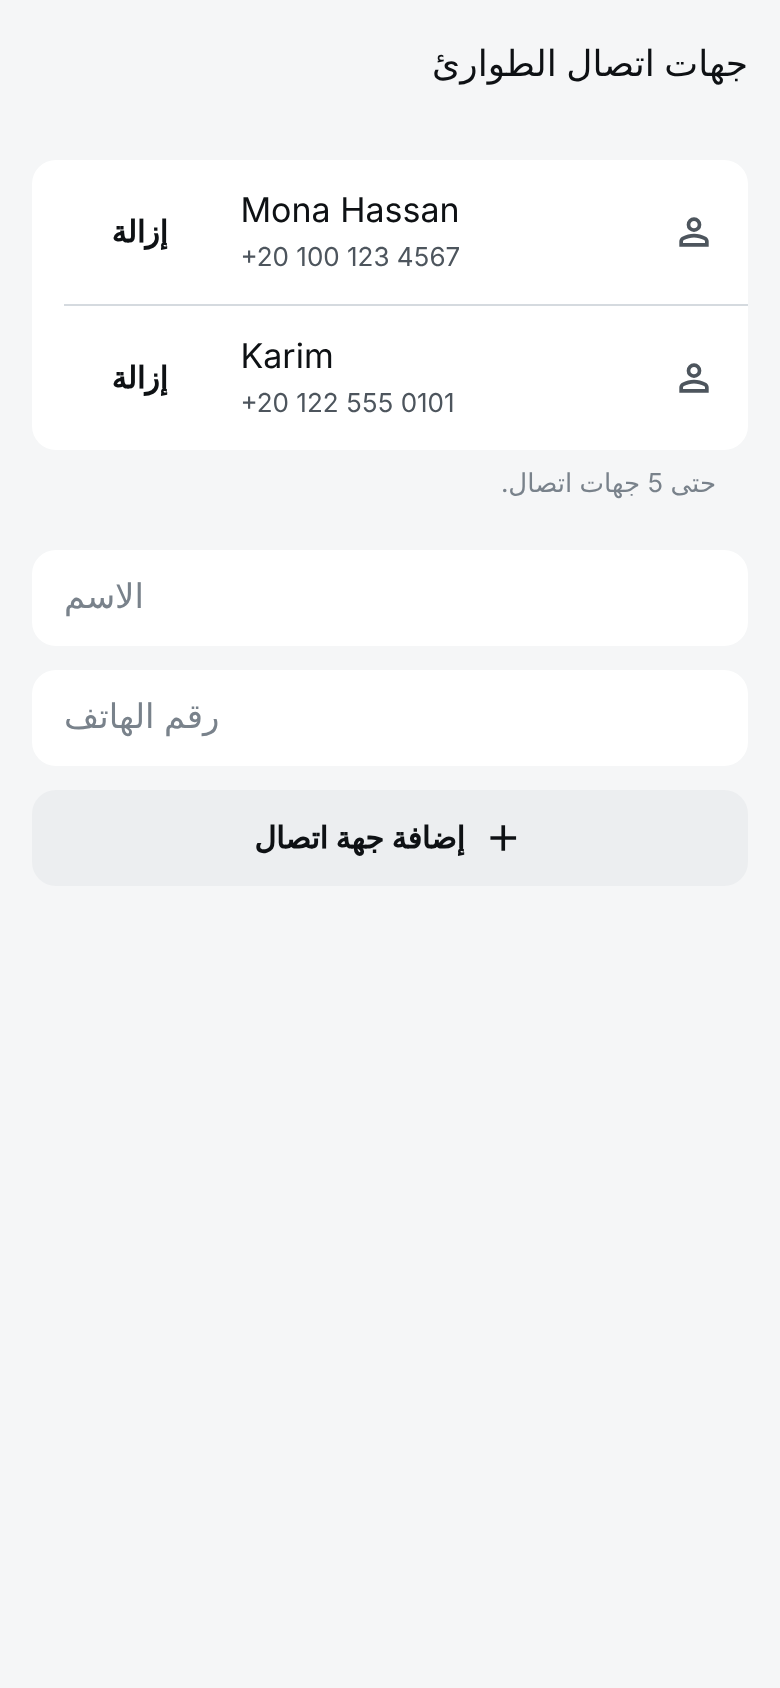 جهات اتصال الطوارئ
Mona Hassan
+20 100 123 4567
إزالة
Karim
+20 122 555 0101
إزالة
حتى 5 جهات اتصال.
الاسم
رقم الهاتف
إضافة جهة اتصال